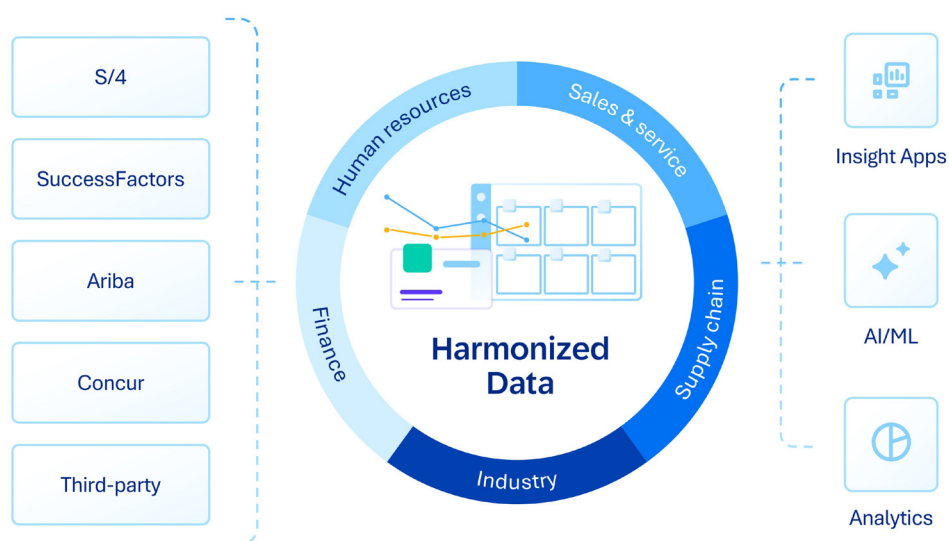 S/4
SuccessFactors
Ariba
Concur
Third-party
Human resources
Sales & service
Finance
Supply chain
Industry
Harmonized
Data
Insight Apps
AI/ML
Analytics